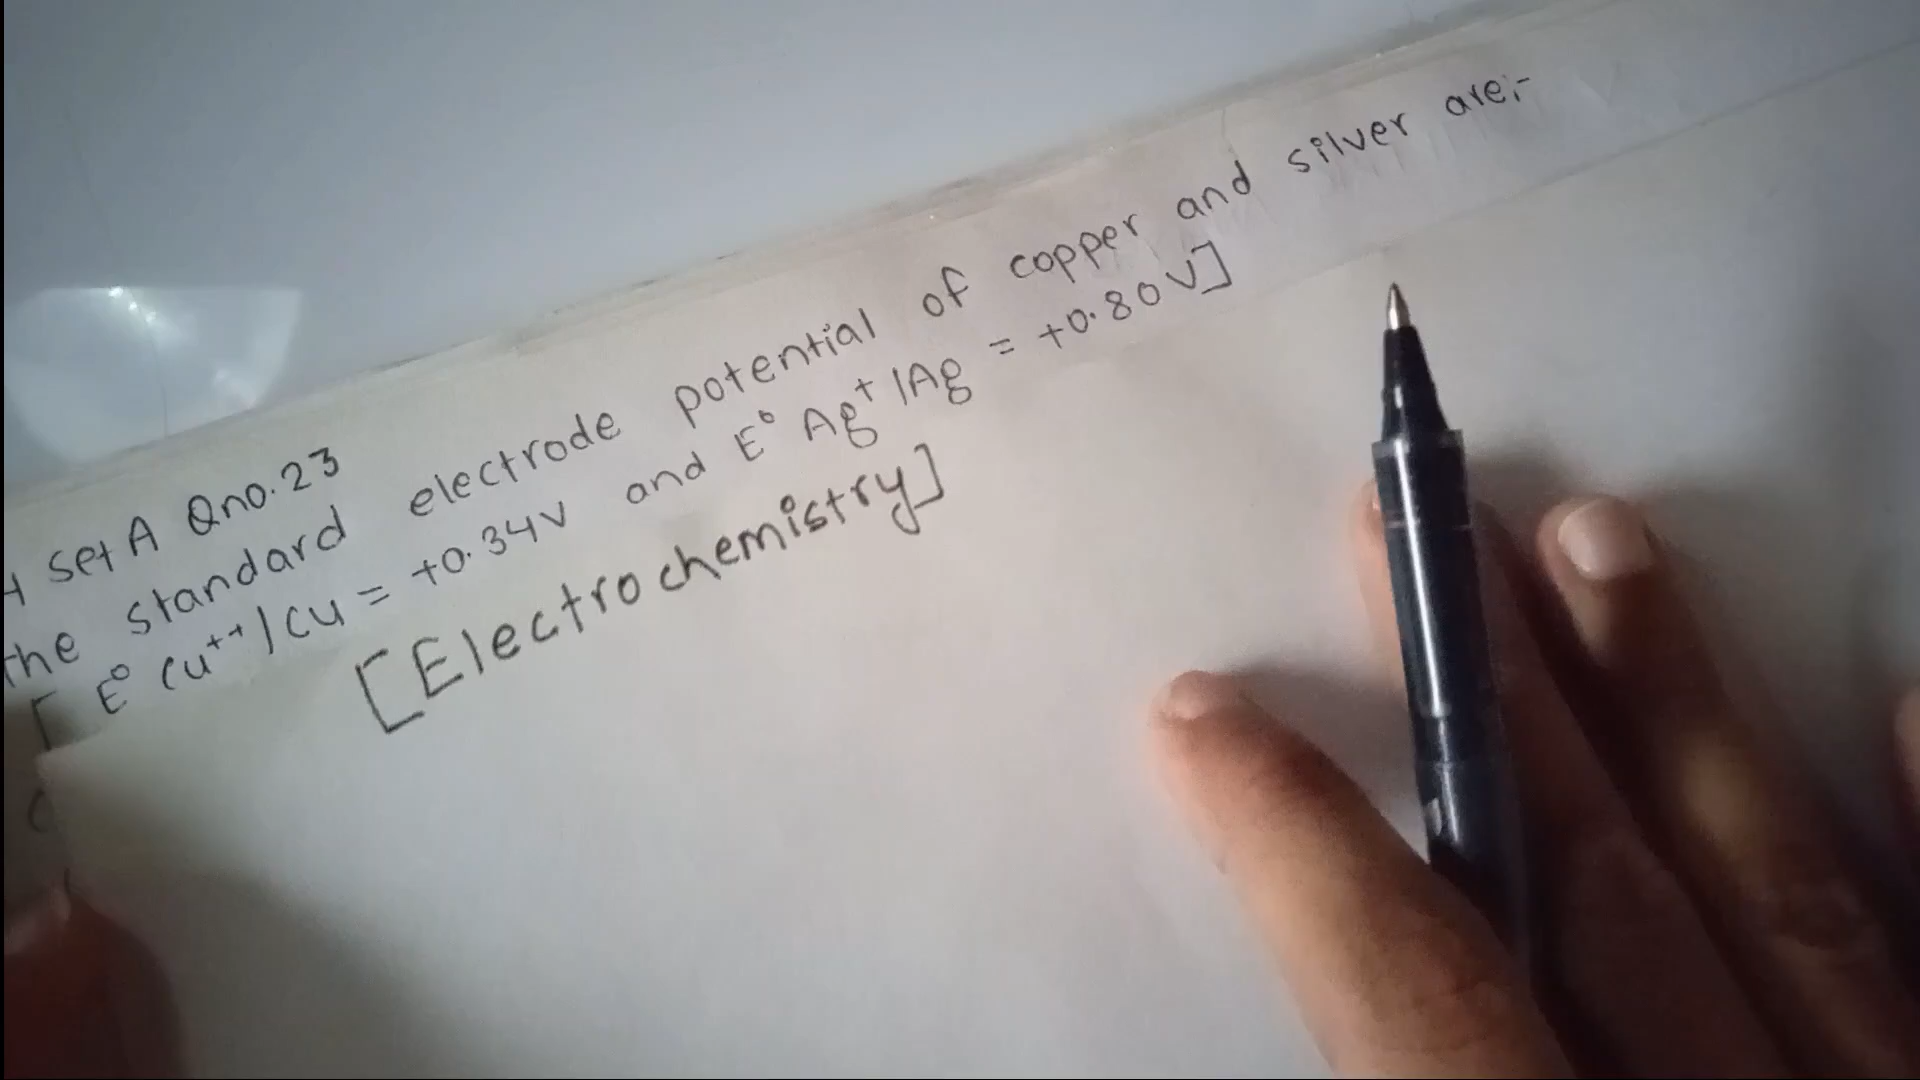 Set A Qno.23
The standard electrode potential of copper and silver are;-
[ E° Cu⁺⁺/Cu = +0.34V and E° Ag⁺/Ag = +0.80V]
[Electrochemistry]